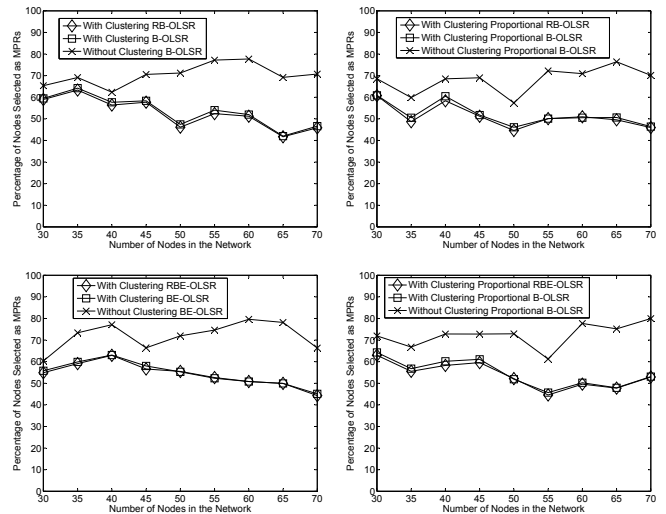 100
90
80
70
60
50
40
30
20
10
0
Percentage of Nodes Selected as MPRs
With Clustering RB-OLSR
With Clustering B-OLSR
Without Clustering B-OLSR
30 35 40 45 50 55 60 65 70
Number of Nodes in the Network
100
90
80
70
60
50
40
30
20
10
0
Percentage of Nodes Selected as MPRs
With Clustering Proportional RB-OLSR
With Clustering Proportional B-OLSR
Without Clustering Proportional B-OLSR
30 35 40 45 50 55 60 65 70
Number of Nodes in the Network
100
90
80
70
60
50
40
30
20
10
0
Percentage of Nodes Selected as MPRs
With Clustering RBE-OLSR
With Clustering BE-OLSR
Without Clustering BE-OLSR
30 35 40 45 50 55 60 65 70
Number of Nodes in the Network
100
90
80
70
60
50
40
30
20
10
0
Percentage of Nodes Selected as MPRs
With Clustering Proportional RBE-OLSR
With Clustering Proportional B-OLSR
Without Clustering Proportional B-OLSR
30 35 40 45 50 55 60 65 70
Number of Nodes in the Network